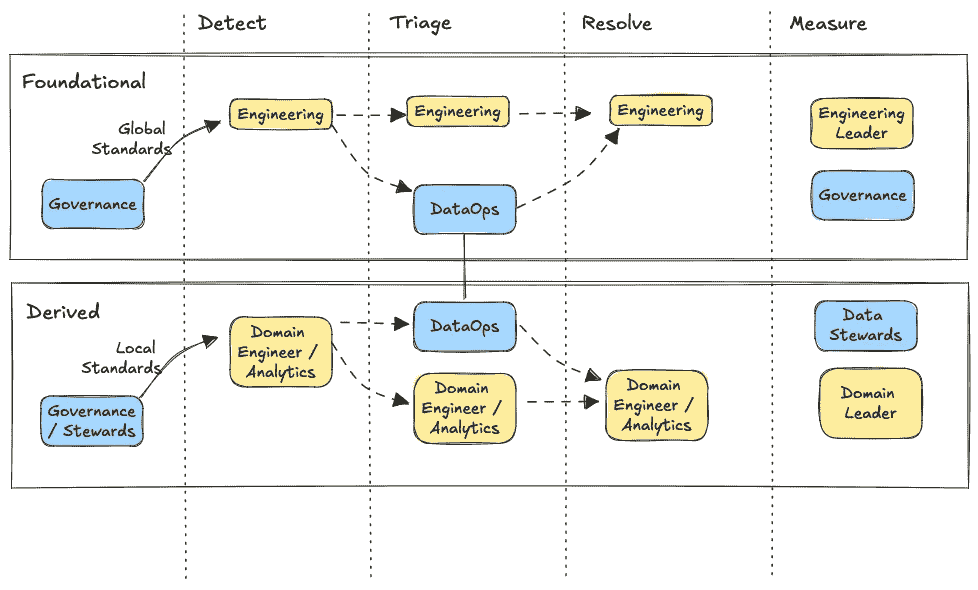 Detect
Triage
Resolve
Measure
Foundational
Global
Standards
Governance
Engineering
Engineering
DataOps
Engineering
Engineering
Leader
Governance
Derived
Local
Standards
Governance
/ Stewards
Domain
Engineer /
Analytics
DataOps
Domain
Engineer /
Analytics
Domain
Engineer /
Analytics
Data
Stewards
Domain
Leader